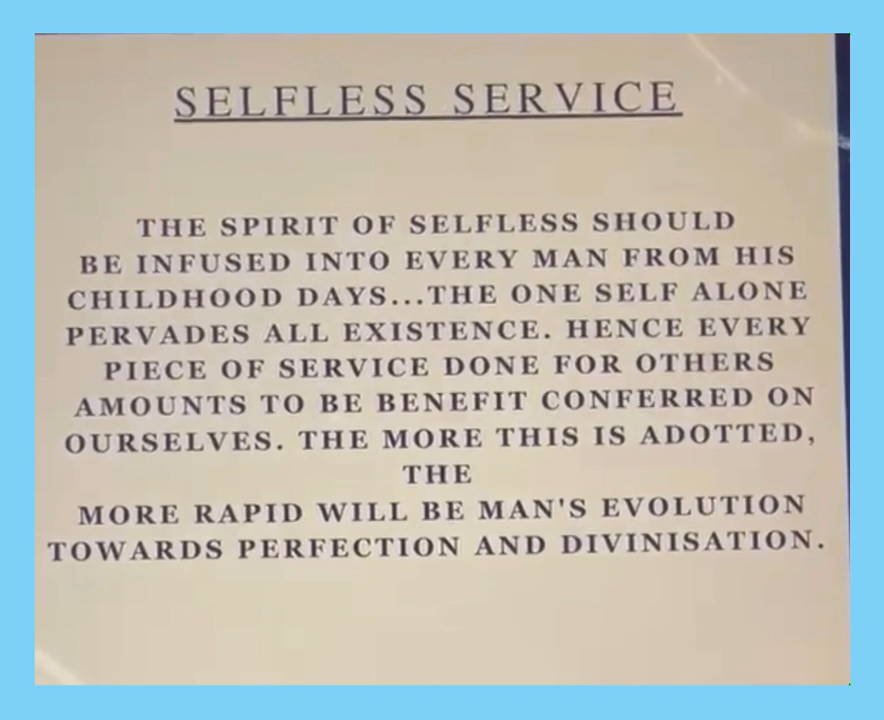 SELFLESS SERVICE
THE SPIRIT OF SELFLESS SHOULD
BE INFUSED INTO EVERY MAN FROM HIS
CHILDHOOD DAYS...THE ONE SELF ALONE
PERVADES ALL EXISTENCE. HENCE EVERY
PIECE OF SERVICE DONE FOR OTHERS
AMOUNTS TO BE BENEFIT CONFERRED ON
OURSELVES. THE MORE THIS IS ADOTTED,
THE
MORE RAPID WILL BE MAN'S EVOLUTION
TOWARDS PERFECTION AND DIVINISATION.